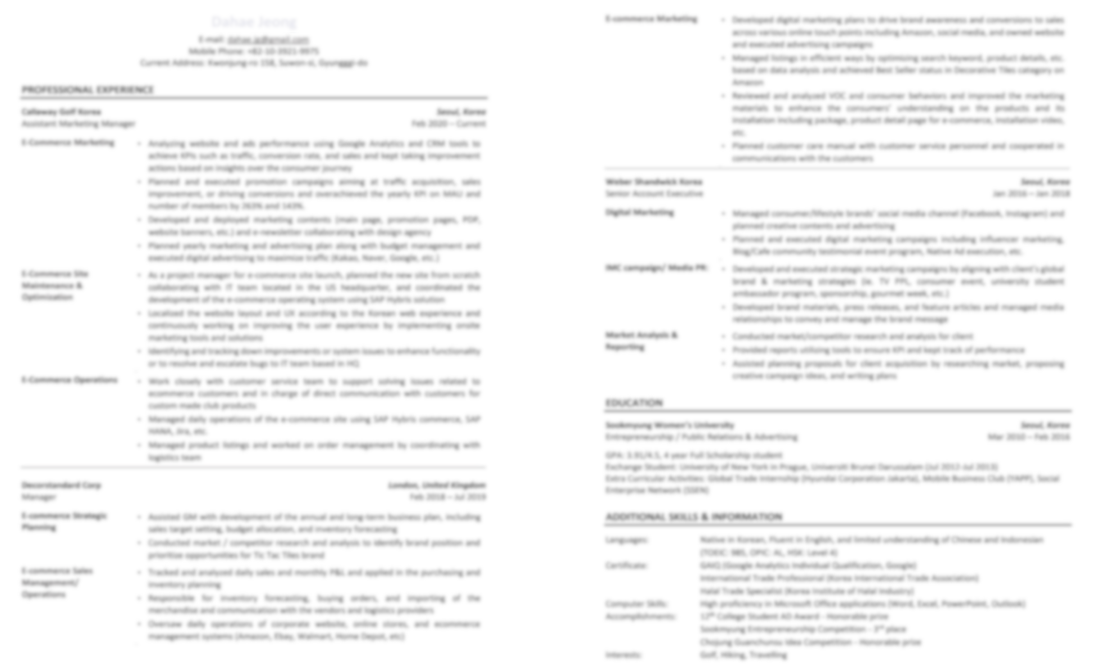 Dahae Jeong
E-mail:
Mobile Phone: +82-10-3921-9975
Current Address: Kwonjung-ro 158, Suwon-si, Gyunggi-do
PROFESSIONAL EXPERIENCE
Callaway Golf Korea Seoul, Korea
Assistant Marketing Manager Feb 2020 – Current
E-Commerce Marketing
• Analyzing website and ads performance using Google Analytics and CRM tools to
achieve KPIs such as traffic, conversion rate, and sales and kept taking improvement
actions based on insights over the consumer journey
• Planned and executed promotion campaigns aiming at traffic acquisition, sales
improvement, or driving conversions and overachieved the yearly KPI on MAU and
number of members by 263% and 143%.
• Developed and deployed marketing contents (main page, promotion pages, PDP,
website banners, etc.) and e-newsletter collaborating with design agency
• Planned yearly marketing and advertising plan along with budget management and
executed digital advertising to maximize traffic (Kakao, Naver, Google, etc.)
E-Commerce Site
Maintenance &
Optimization
• As a project manager for e-commerce site launch, planned the new site from scratch
collaborating with IT team located in the US headquarter, and coordinated the
development of the e-commerce operating system using SAP Hybris solution
• Localized the website layout and UX according to the Korean web experience and
continuously working on improving the user experience by implementing onsite
marketing tools and solutions
• Identifying and tracking down improvements or system issues to enhance functionality
or to resolve and escalate bugs to IT team based in HQ
E-Commerce Operations
• Work closely with customer service team to support solving issues related to
ecommerce customers and in charge of direct communication with customers for
custom made club products
• Managed daily operations of the e-commerce site using SAP Hybris commerce, SAP
HANA, Jira, etc.
• Managed product listings and worked on order management by coordinating with
logistics team
Decorstandard Corp London, United Kingdom
Manager Feb 2018 – Jul 2019
E-commerce Strategic
Planning
• Assisted GM with development of the annual and long-term business plan, including
sales target setting, budget allocation, and inventory forecasting
• Conducted market / competitor research and analysis to identify brand position and
prioritize opportunities for Tic Tac Tiles brand
E-commerce Sales
Management/
Operations
• Tracked and analyzed daily sales and monthly P&L and applied in the purchasing and
inventory planning
• Responsible for inventory forecasting, buying orders, and importing of the
merchandise and communication with the vendors and logistics providers
• Oversaw daily operations of corporate website, online stores, and ecommerce
management systems (Amazon, Ebay, Walmart, Home Depot, etc)
E-commerce Marketing
• Developed digital marketing plans to drive brand awareness and conversions to sales
across various online touch points including Amazon, social media, and owned website
and executed advertising campaigns
• Managed listings in efficient ways by optimizing search keyword, product details, etc.
based on data analysis and achieved Best Seller status in Decorative Tiles category on
Amazon
• Reviewed and analyzed VOC and consumer behaviors and improved the marketing
materials to enhance the consumers' understanding on the products and its
installation including package, product detail page for e-commerce, installation video,
etc.
• Planned customer care manual with customer service personnel and cooperated in
communications with the customers
Weber Shandwick Korea Seoul, Korea
Senior Account Executive Jan 2016 – Jan 2018
Digital Marketing
• Managed consumer/lifestyle brands' social media channel (Facebook, Instagram) and
planned creative contents and advertising
• Planned and executed digital marketing campaigns including influencer marketing,
Blog/Cafe community testimonial event program, Native Ad execution, etc.
IMC campaign/ Media PR:
• Developed and executed strategic marketing campaigns by aligning with client's global
brand & marketing strategies (ie. TV PPL, consumer event, university student
ambassador program, sponsorship, gourmet week, etc.)
• Developed brand materials, press releases, and feature articles and managed media
relationships to convey and manage the brand message
Market Analysis &
Reporting
• Conducted market/competitor research and analysis for client
• Provided reports utilizing tools to ensure KPI and kept track of performance
• Assisted planning proposals for client acquisition by researching market, proposing
creative campaign ideas, and writing plans
EDUCATION
Sookmyung Women's University Seoul, Korea
Entrepreneurship / Public Relations & Advertising Mar 2010 – Feb 2016
GPA: 3.91/4.5, 4 year Full Scholarship student
Exchange Student: University of New York in Prague, Universiti Brunei Darussalam (Jul 2012-Jul 2013)
Extra Curricular Activities: Global Trade Internship (Hyundai Corporation Jakarta), Mobile Business Club (YAPP), Social
Enterprise Network (SEN)
ADDITIONAL SKILLS & INFORMATION
Languages: Native in Korean, Fluent in English, and limited understanding of Chinese and Indonesian
(TOEIC: 985, OPIC: AL, HSK: Level 4)
Certificate: GAIQ (Google Analytics Individual Qualification, Google)
International Trade Professional (Korea International Trade Association)
Halal Trade Specialist (Korea Institute of Halal Industry)
Computer Skills: High proficiency in Microsoft Office applications (Word, Excel, PowerPoint, Outlook)
Accomplishments: 17th College Student AD Award - Honorable prize
Sookmyung Entrepreneurship Competition - 3rd place
Chojung Guanchunsu Idea Competition - Honorable prize
Interests: Golf, Hiking, Travelling